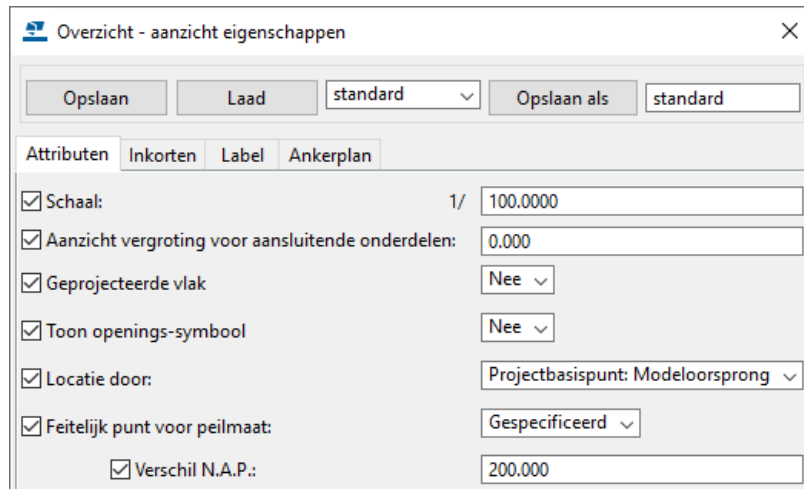 Overzicht - aanzicht eigenschappen
Opslaan Laad standard Opslaan als standard
Attributen Inkorten Label Ankerplan
Schaal: 1/ 100.0000
Aanzicht vergroting voor aansluitende onderdelen: 0.000
Geprojecteerde vlak Nee
Toon openings-symbool Nee
Locatie door: Projectbasispunt: Modeloorsprong
Feitelijk punt voor peilmaat: Gespecificeerd
Verschil N.A.P.: 200.000